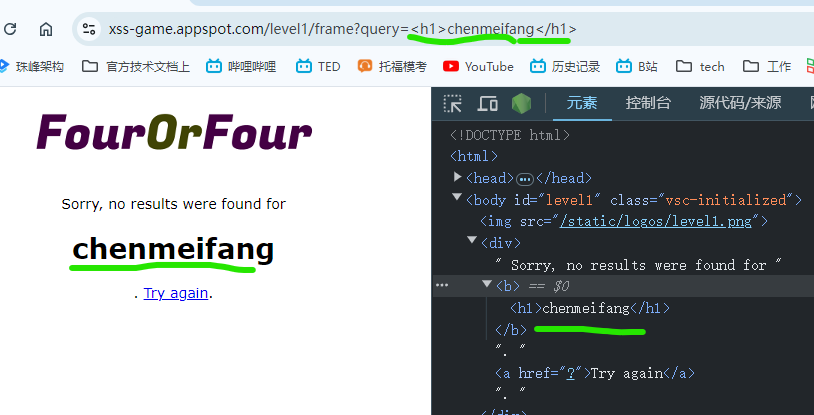 xss-game.appspot.com/level1/frame?query=<h1>chenmeifang</h1>
珠峰架构 官方技术文档上 哔哩哔哩 TED 托福模考 YouTube 历史记录 B站 tech 工作
元素 控制台 源代码/来源
FourOrFour
Sorry, no results were found for
chenmeifang
. Try again.
<!DOCTYPE html>
<html>
<head> ••• </head>
<body id="level1" class="vsc-initialized">
<img src="/static/logos/level1.png">
<div>
" Sorry, no results were found for "
••• <b> == $0
<h1>chenmeifang</h1>
</b>
". "
<a href="?">Try again</a>
". "
</div>